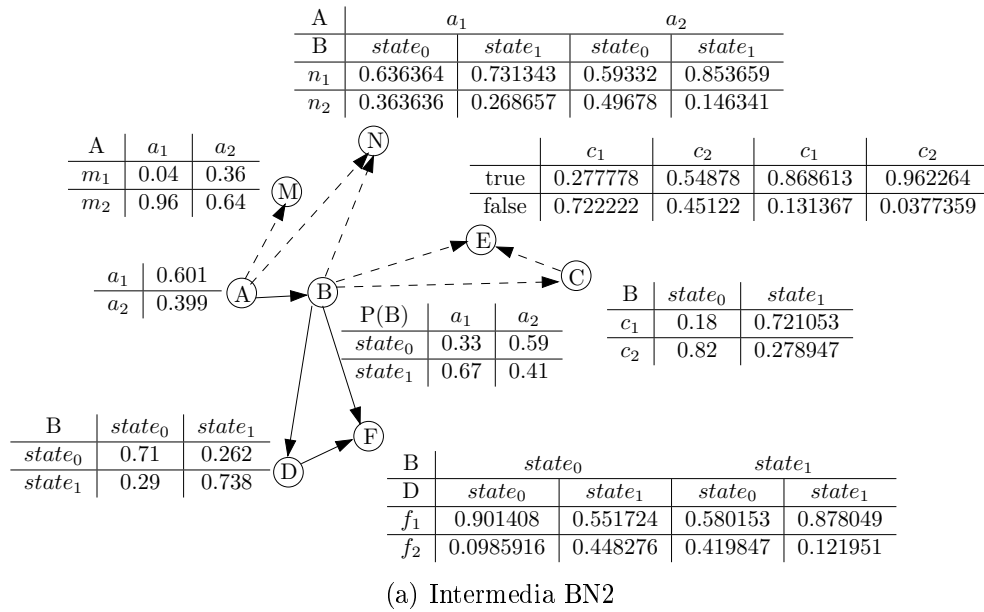 A a₁ a₂
B state₀ state₁ state₀ state₁
n₁ 0.636364 0.731343 0.59332 0.853659
n₂ 0.363636 0.268657 0.49678 0.146341
N
A a₁ a₂
m₁ 0.04 0.36
m₂ 0.96 0.64
M
c₁ c₂ c₁ c₂
true 0.277778 0.54878 0.868613 0.962264
false 0.722222 0.45122 0.131367 0.0377359
E
C
a₁ 0.601
a₂ 0.399
A
B
P(B) a₁ a₂
state₀ 0.33 0.59
state₁ 0.67 0.41
B state₀ state₁
c₁ 0.18 0.721053
c₂ 0.82 0.278947
B state₀ state₁
state₀ 0.71 0.262
state₁ 0.29 0.738
D
F
B state₀ state₁
D state₀ state₁ state₀ state₁
f₁ 0.901408 0.551724 0.580153 0.878049
f₂ 0.0985916 0.448276 0.419847 0.121951
(a) Intermedia BN2